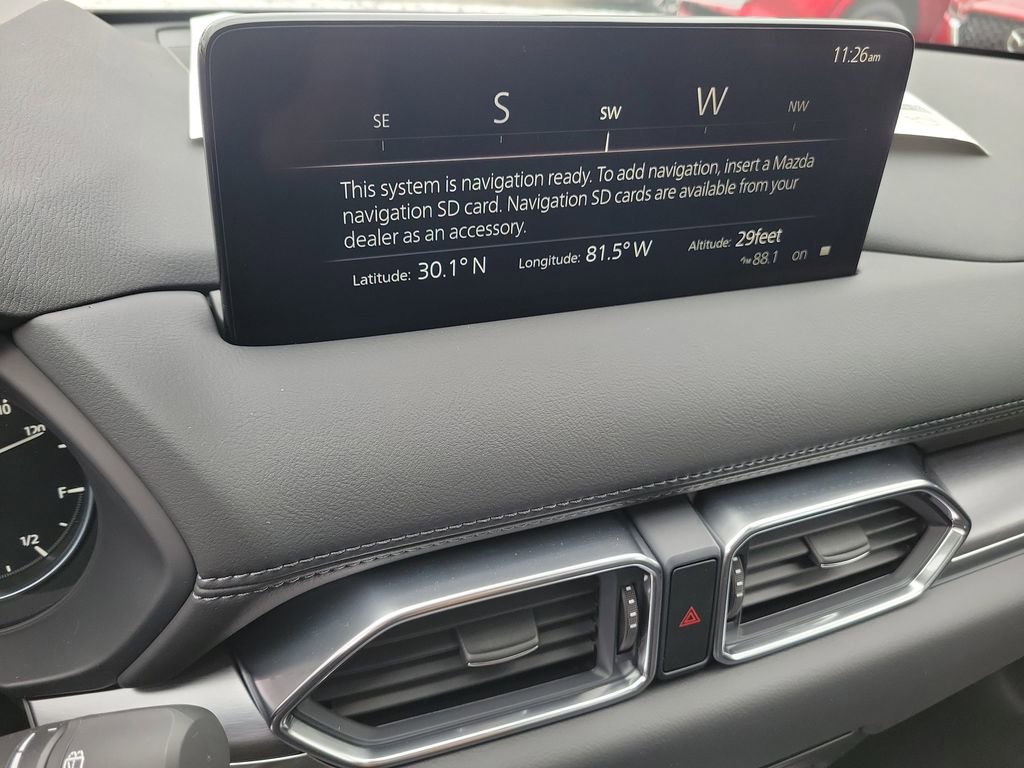 11:26am
SE S SW W NW
This system is navigation ready. To add navigation, insert a Mazda
navigation SD card. Navigation SD cards are available from your
dealer as an accessory.
Latitude: 30.1° N Longitude: 81.5° W Altitude: 29feet
88.1 on
120
F
1/2